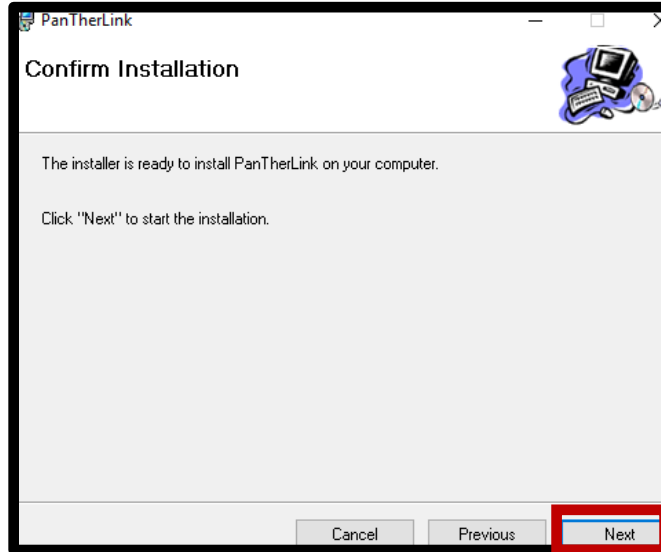 PanTherLink
Confirm Installation
The installer is ready to install PanTherLink on your computer.
Click "Next" to start the installation.
Cancel Previous Next